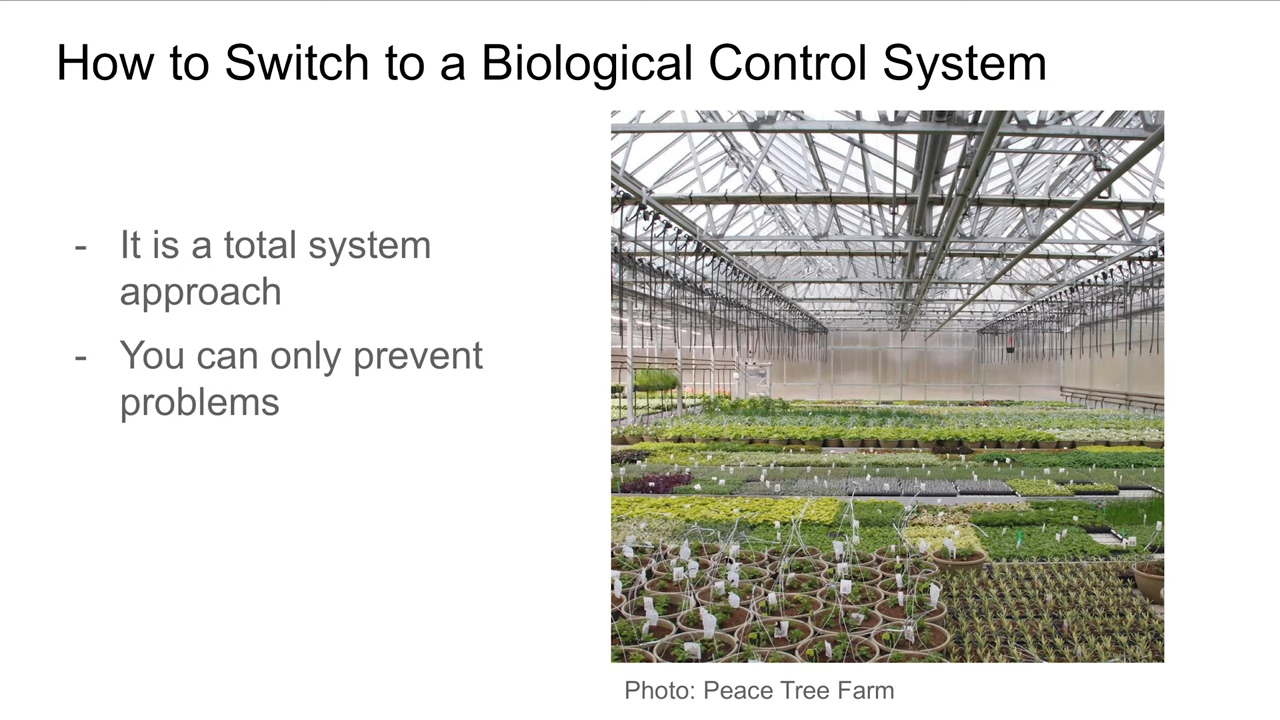 How to Switch to a Biological Control System
- It is a total system
approach
- You can only prevent
problems
Photo: Peace Tree Farm